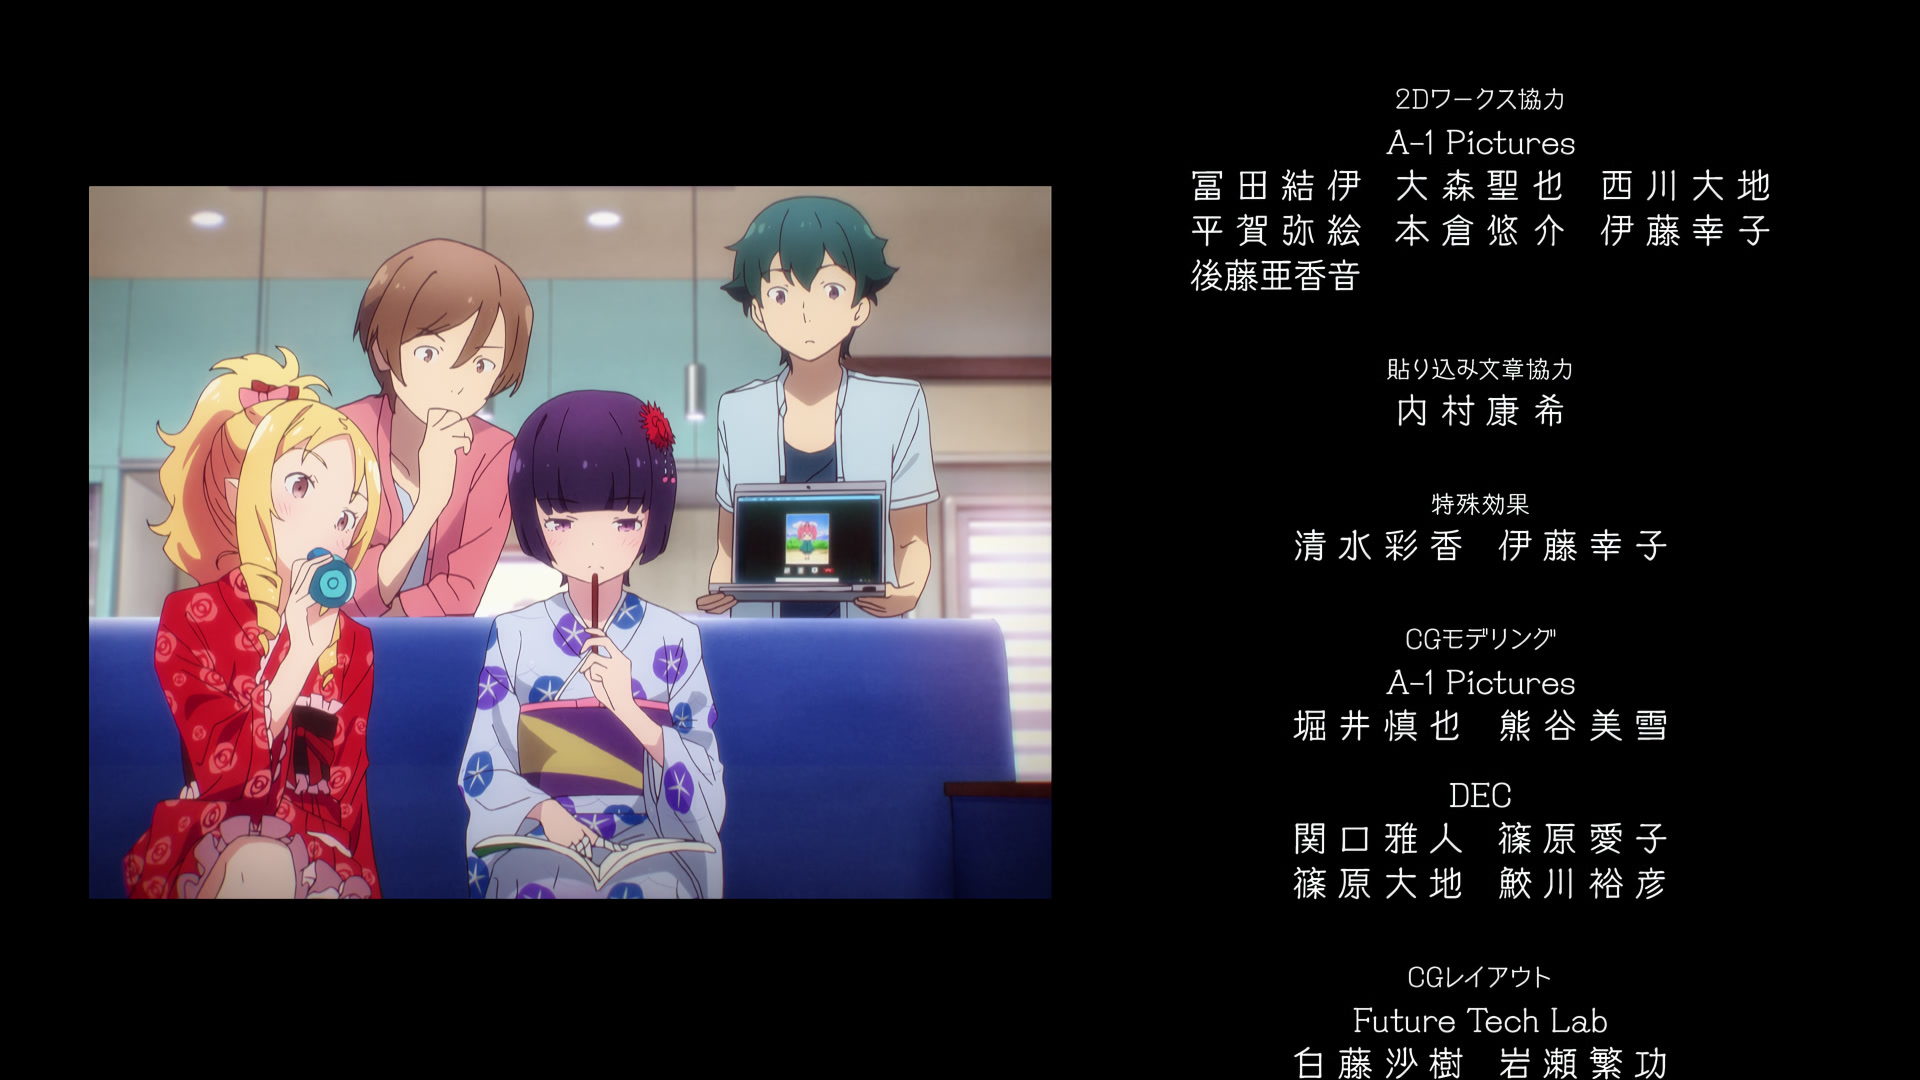 2Dワークス協力
A-1 Pictures
冨田結伊 大森聖也 西川大地
平賀弥絵 本倉悠介 伊藤幸子
後藤亜香音
貼り込み文章協力
内村康希
特殊効果
清水彩香 伊藤幸子
CGモデリング
A-1 Pictures
堀井慎也 熊谷美雪
DEC
関口雅人 篠原愛子
篠原大地 鮫川裕彦
CGレイアウト
Future Tech Lab
白藤沙樹 岩瀬繁功